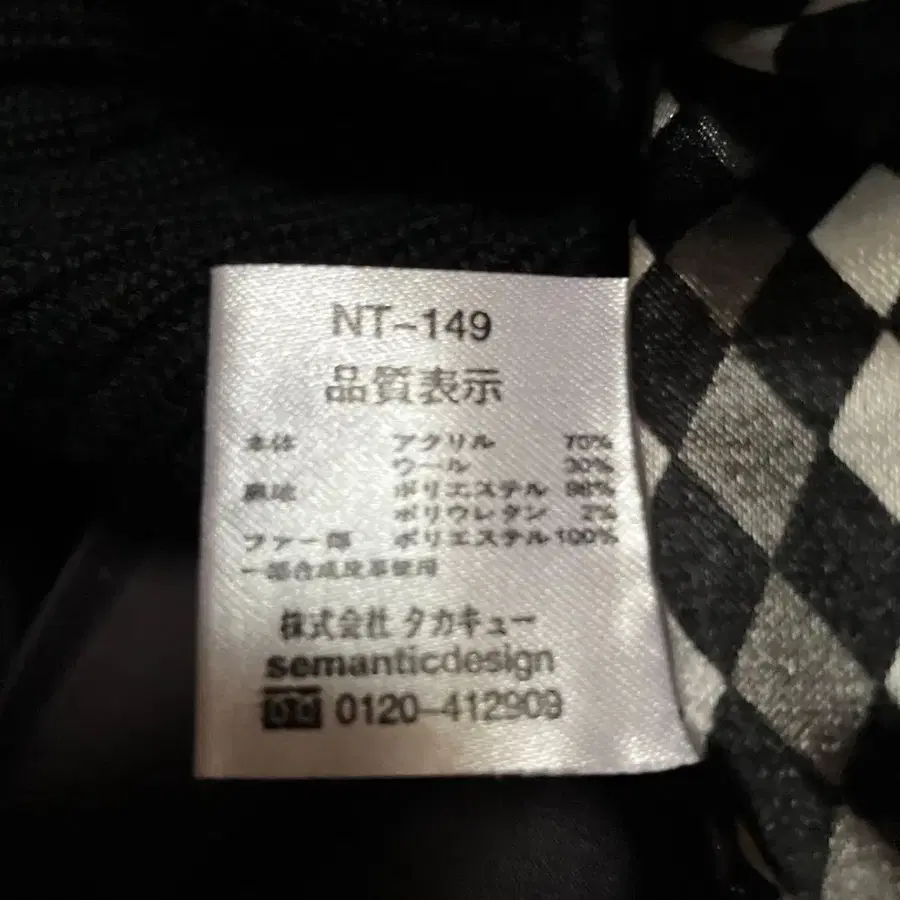 NT-149
品質表示
本体 アクリル 70%
ウール 30%
裏地 ポリエステル 98%
ポリウレタン 2%
ファー部 ポリエステル 100%
一部合成皮革使用
株式会社 タカキュー
semanticdesign
0120-412909